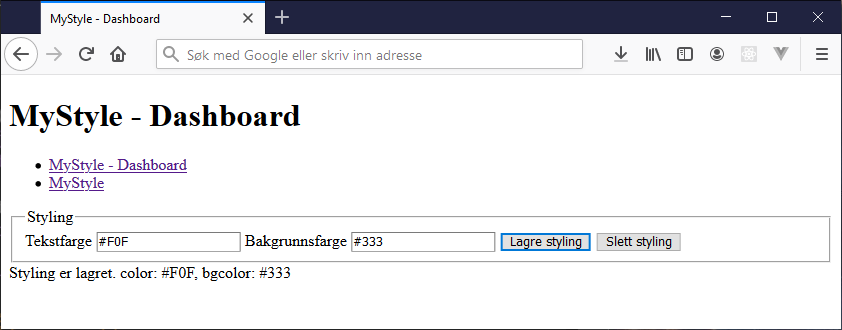 MyStyle - Dashboard
Søk med Google eller skriv inn adresse
MyStyle - Dashboard
MyStyle - Dashboard
MyStyle
Styling
Tekstfarge #F0F Bakgrunnsfarge #333 Lagre styling Slett styling
Styling er lagret. color: #F0F, bgcolor: #333